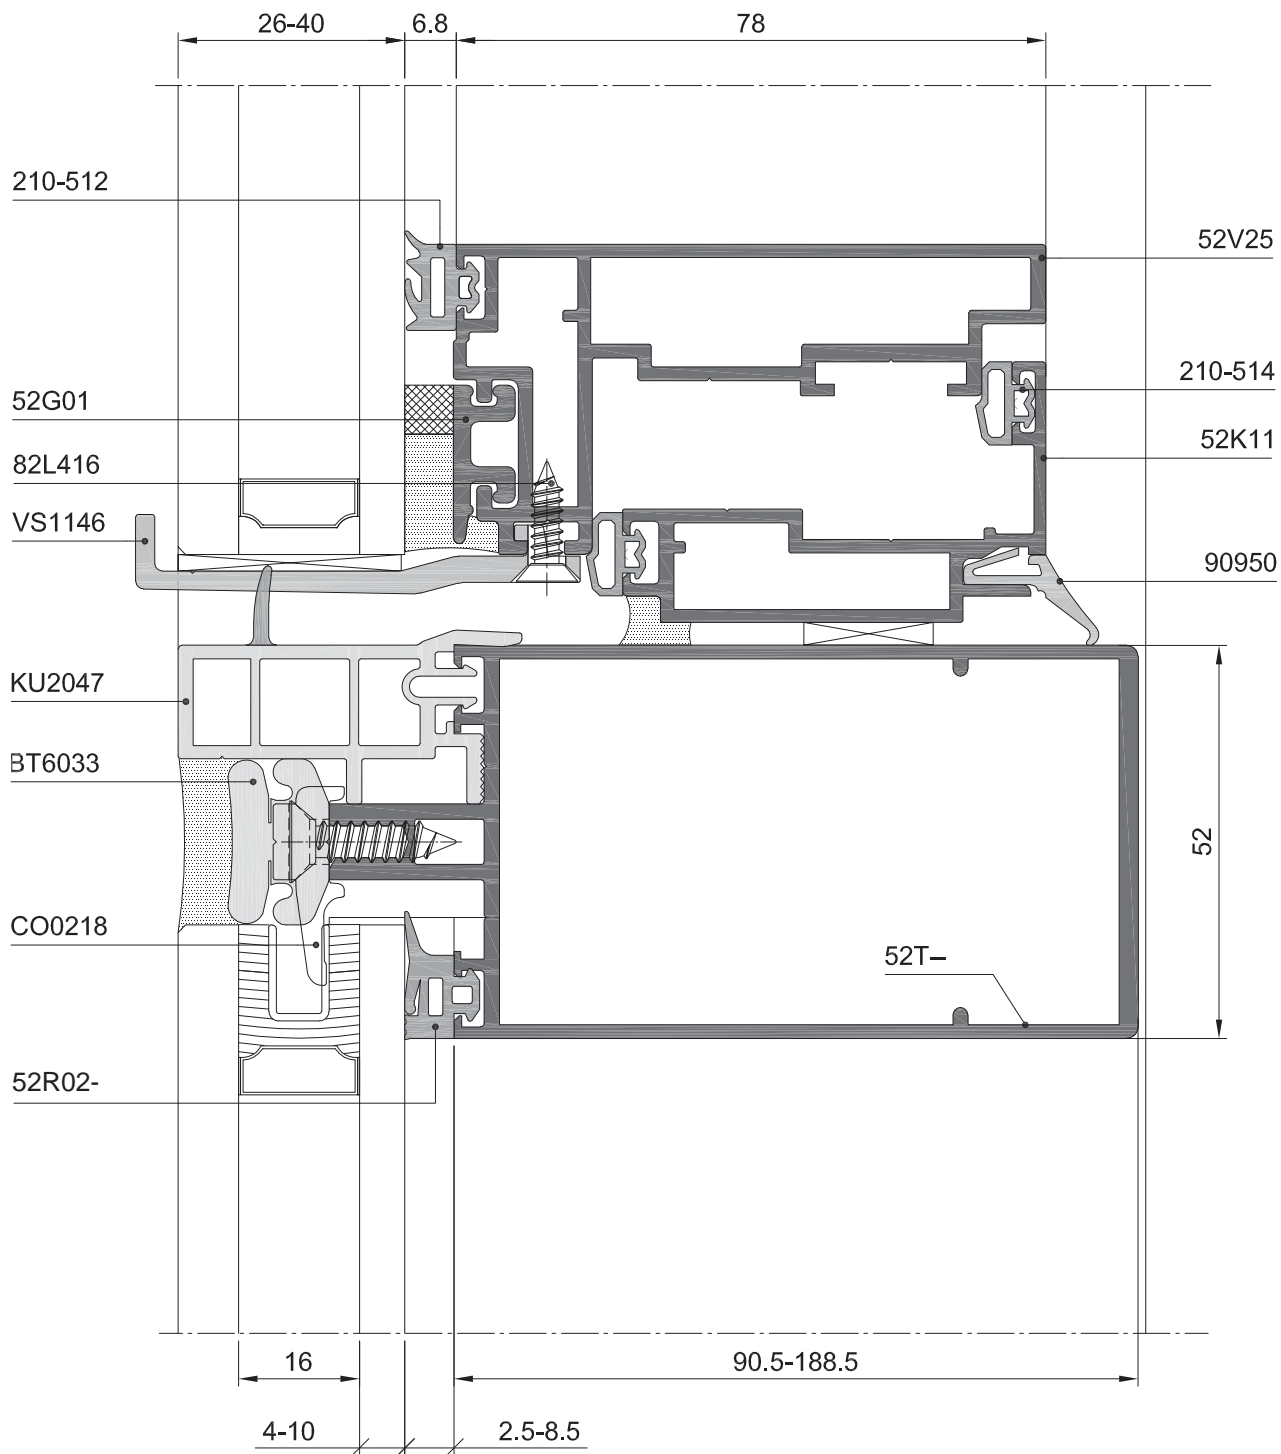 26-40
6.8
78
210-512
52V25
210-514
52G01
52K11
82L416
VS1146
90950
KU2047
BT6033
52
CO0218
52T–
52R02-
16
90.5-188.5
4-10
2.5-8.5